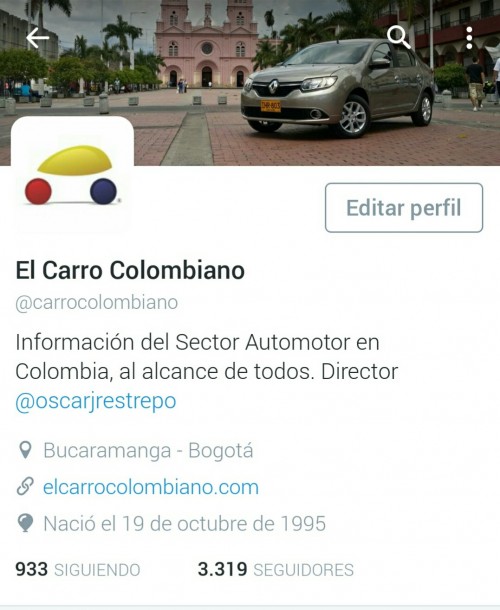 Editar perfil
El Carro Colombiano
@carrocolombiano
Información del Sector Automotor en
Colombia, al alcance de todos. Director
@oscarjrestrepo
Bucaramanga - Bogotá
elcarrocolombiano.com
Nació el 19 de octubre de 1995
933 SIGUIENDO 3.319 SEGUIDORES